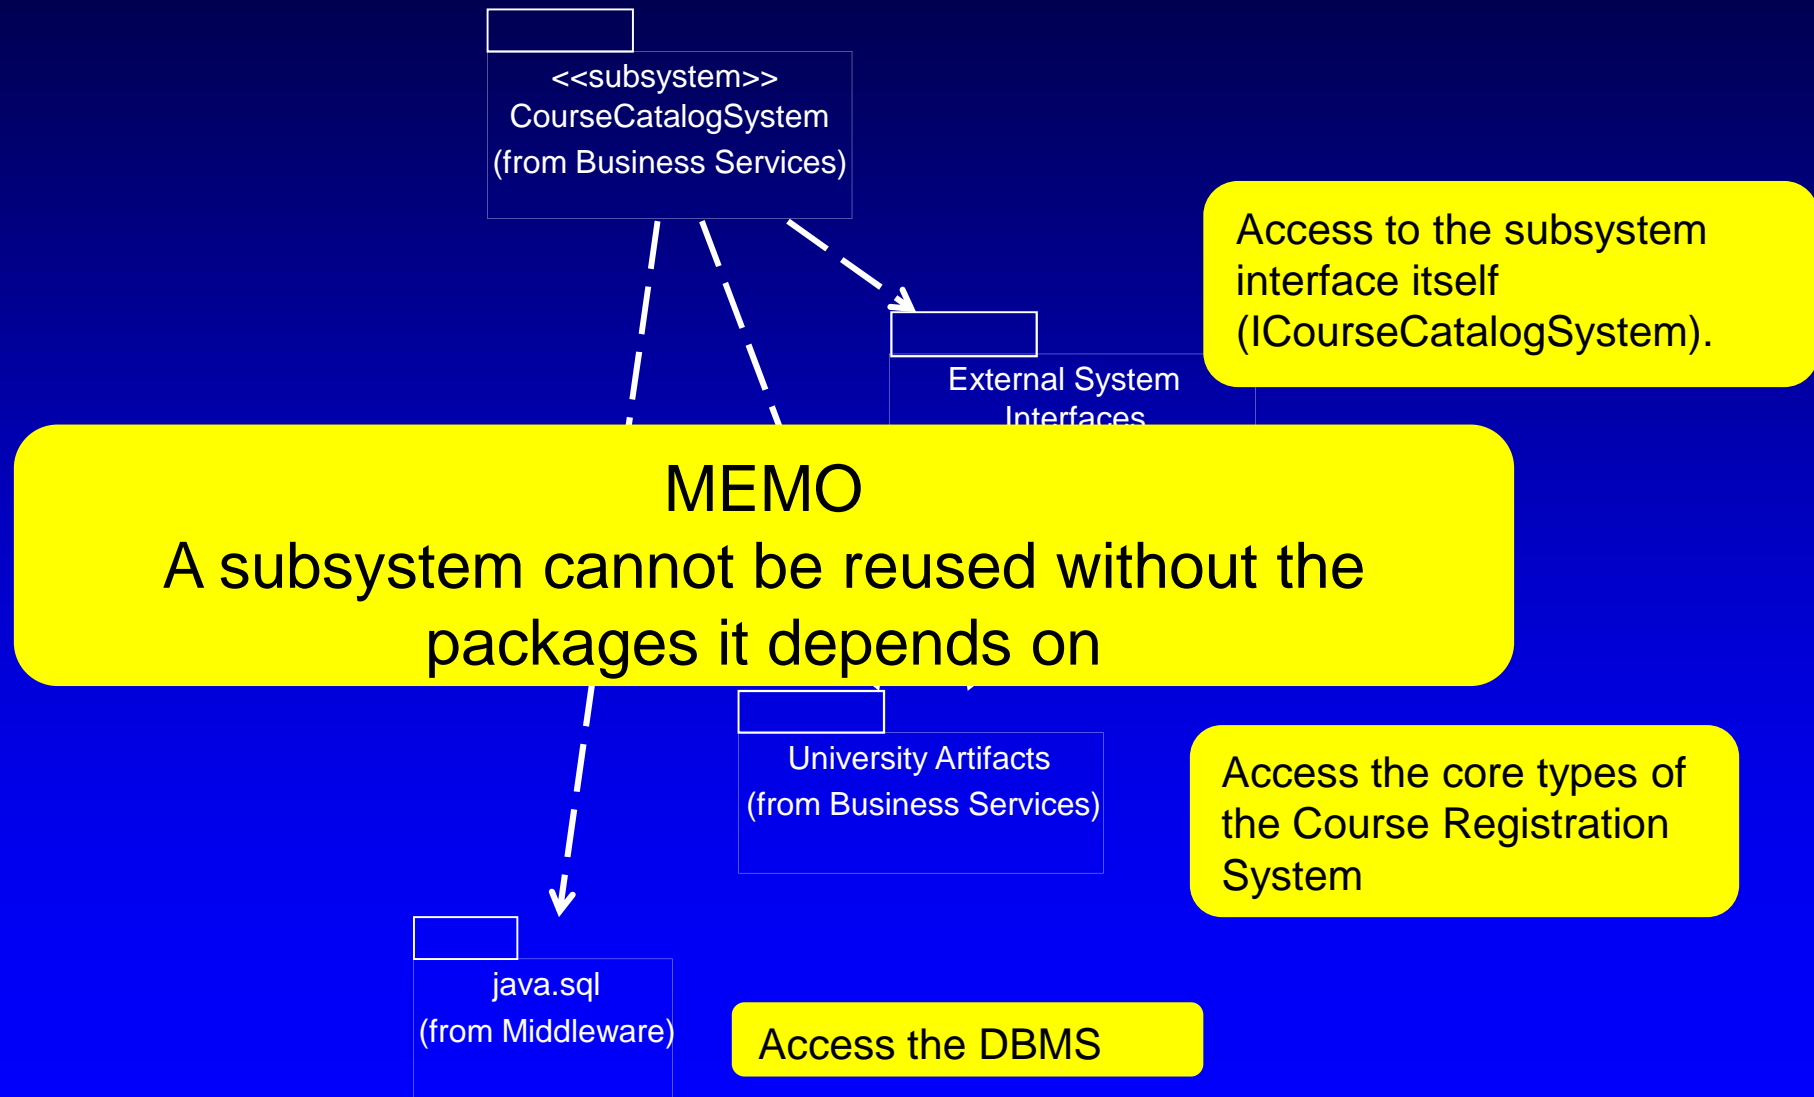 <<subsystem>>
CourseCatalogSystem
(from Business Services)
Access to the subsystem
interface itself
(ICourseCatalogSystem).
External System
Interfaces
MEMO
A subsystem cannot be reused without the
packages it depends on
University Artifacts
(from Business Services)
Access the core types of
the Course Registration
System
java.sql
(from Middleware)
Access the DBMS